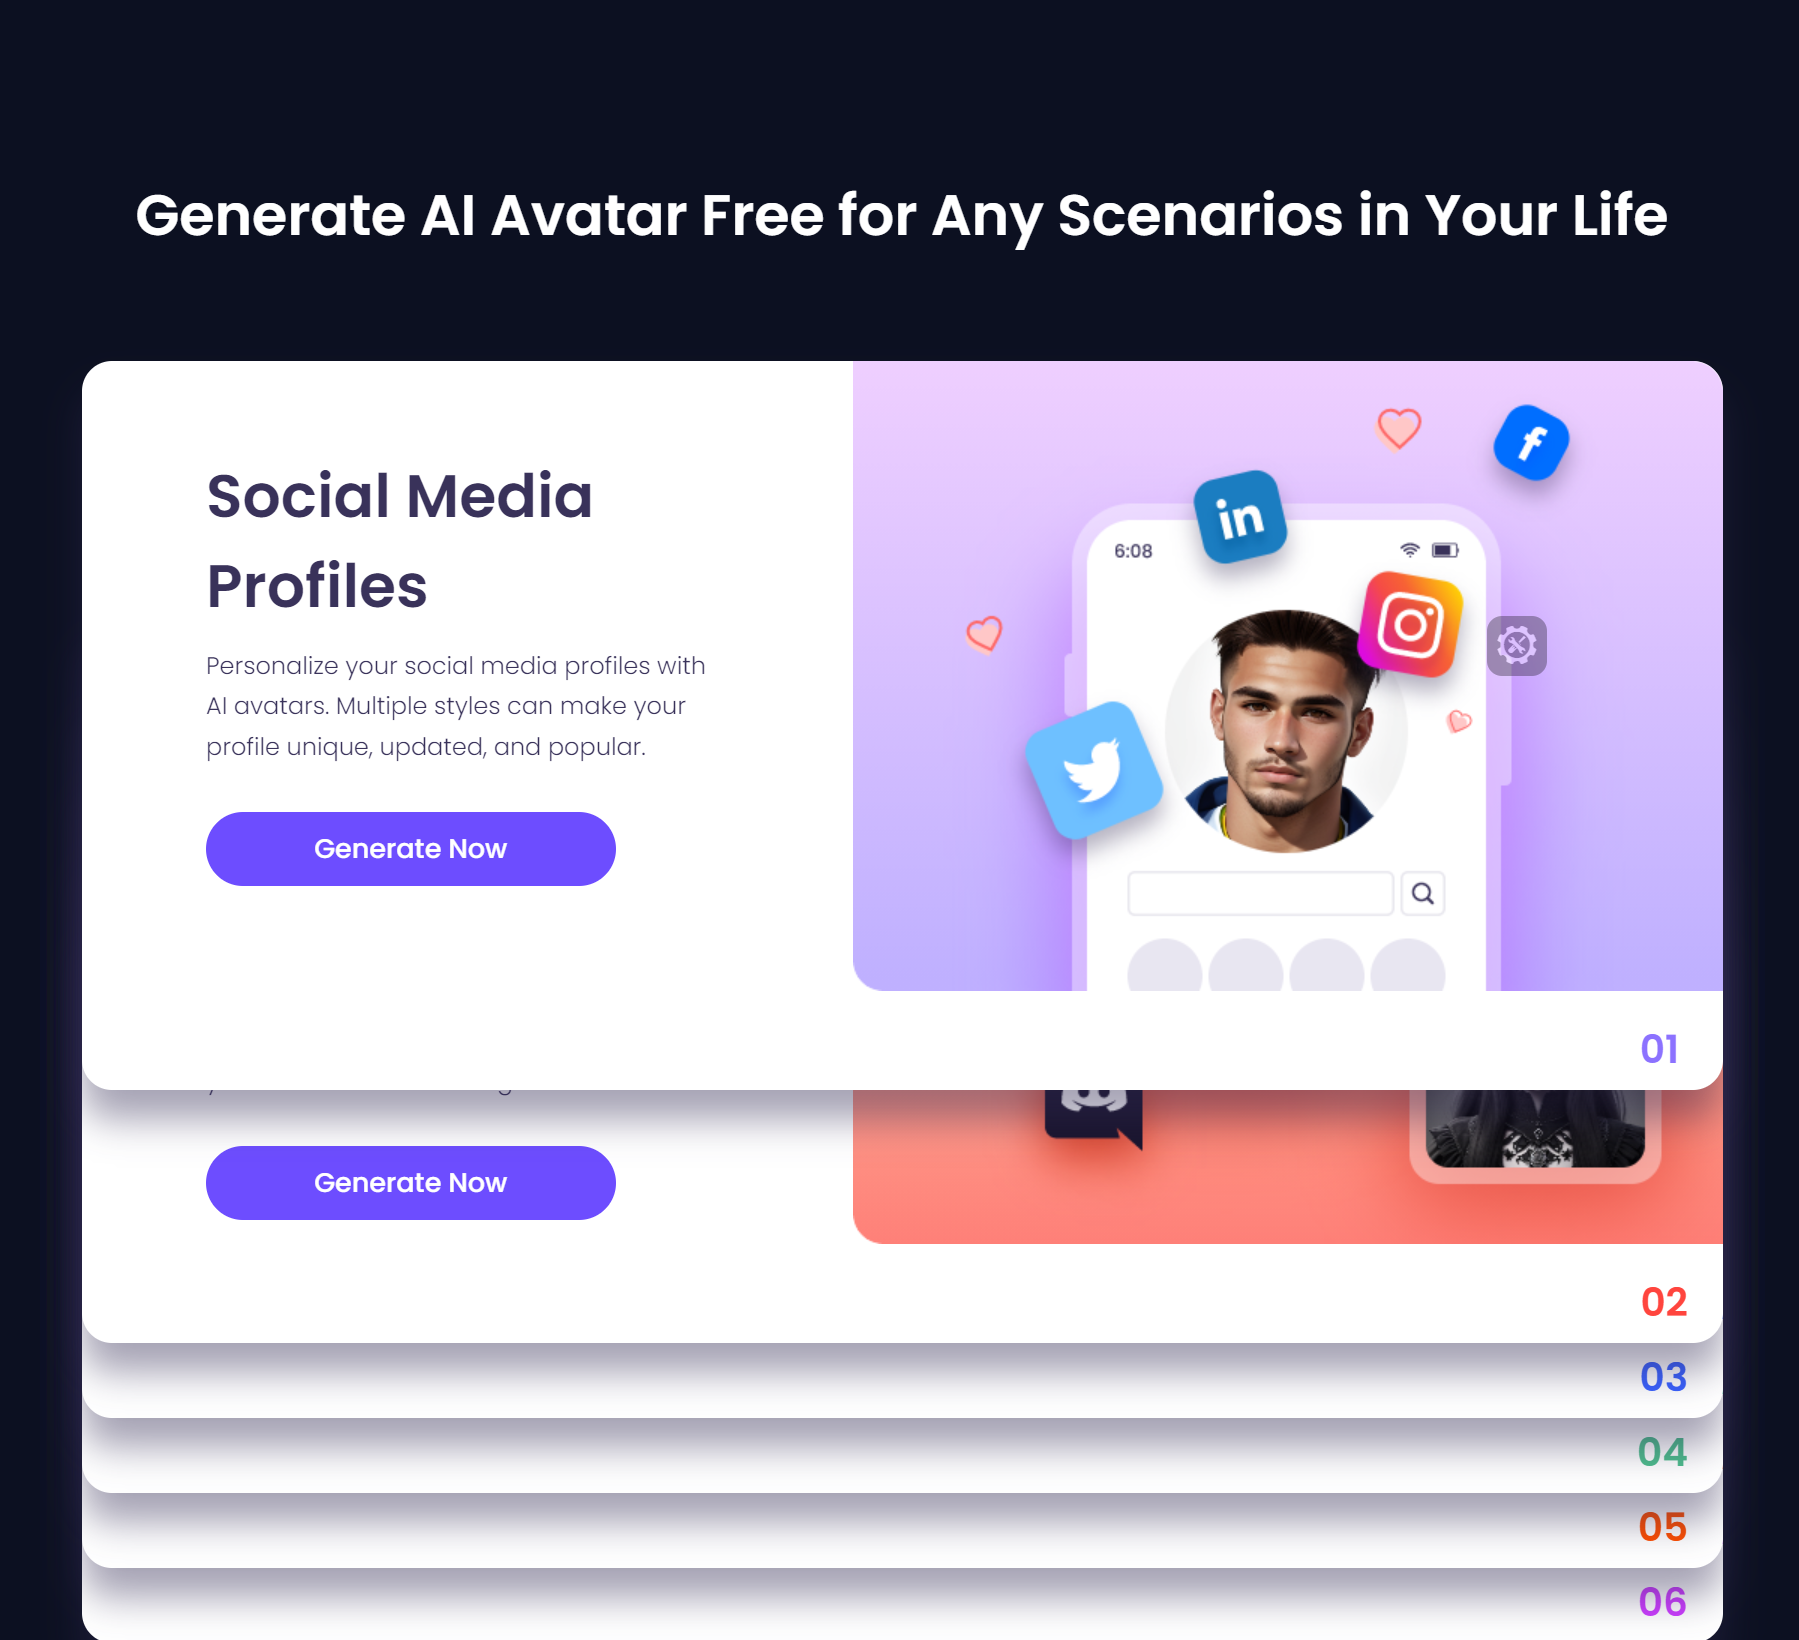 Generate AI Avatar Free for Any Scenarios in Your Life
Social Media
Profiles
Personalize your social media profiles with
AI avatars. Multiple styles can make your
profile unique, updated, and popular.
Generate Now
f
in
6:08
01
Generate Now
02
03
04
05
06